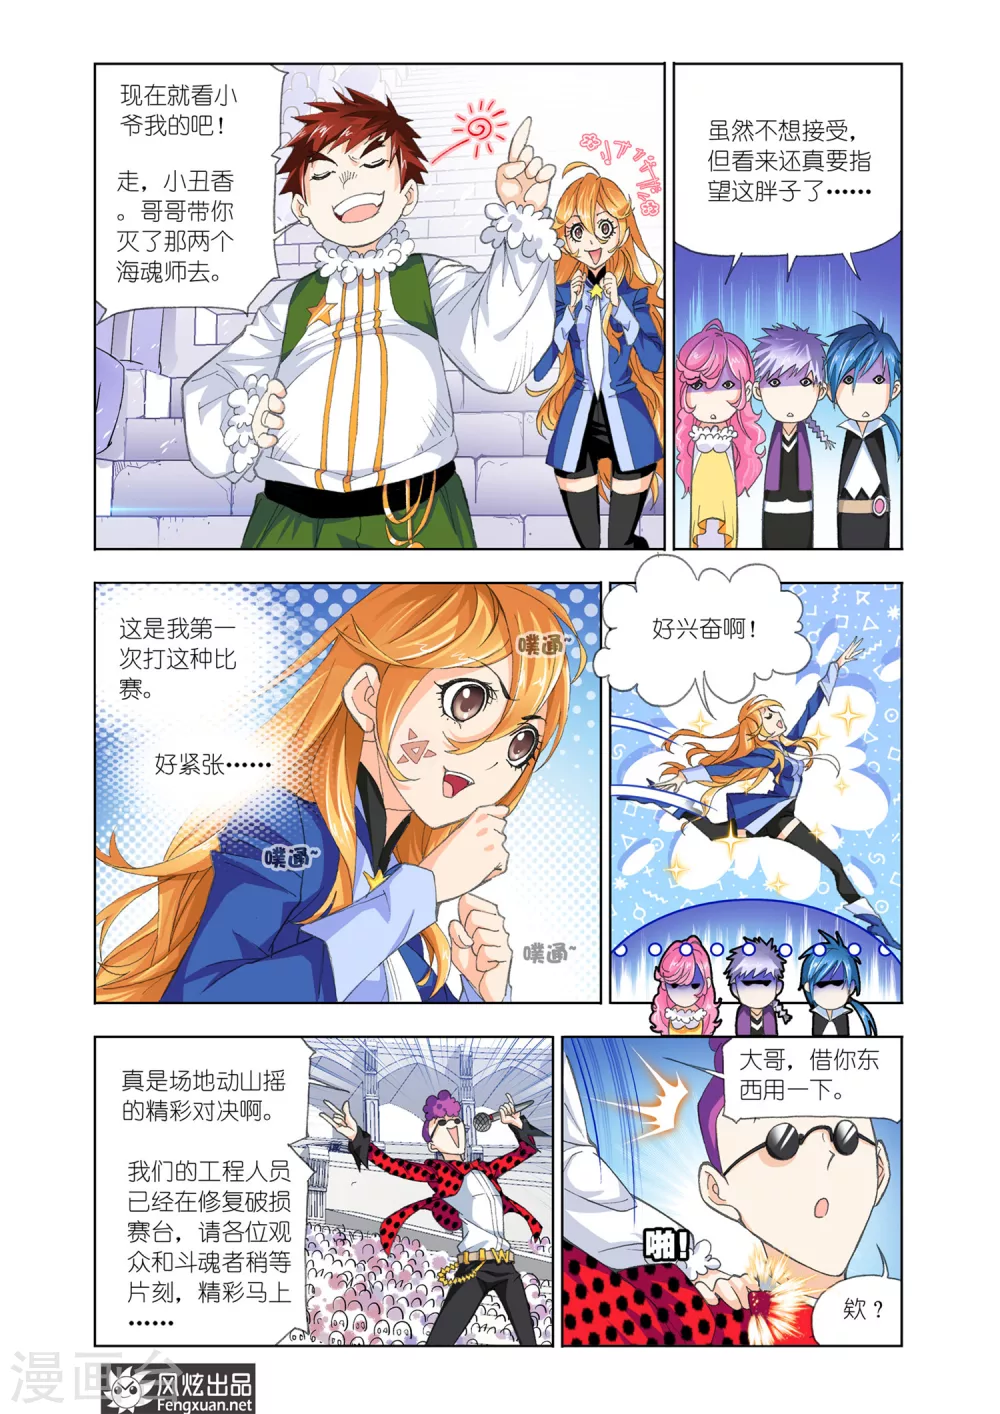 现在就看小
爷我的吧！
走，小丑香
。哥哥带你
灭了那两个
海魂师去。
虽然不想接受，
但看来还真要指
望这胖子了……
这是我第一
次打这种比
赛。
好紧张……
噗通~
噗通~
噗通~
好兴奋啊！
真是场地动山摇
的精彩对决啊。
我们的工程人员
已经在修复破损
赛台，请各位观
众和斗魂者稍等
片刻，精彩马上
……
大哥，借你东
西用一下。
啪！
欸？
W
漫画台
风炫出品
Fengxuan.net